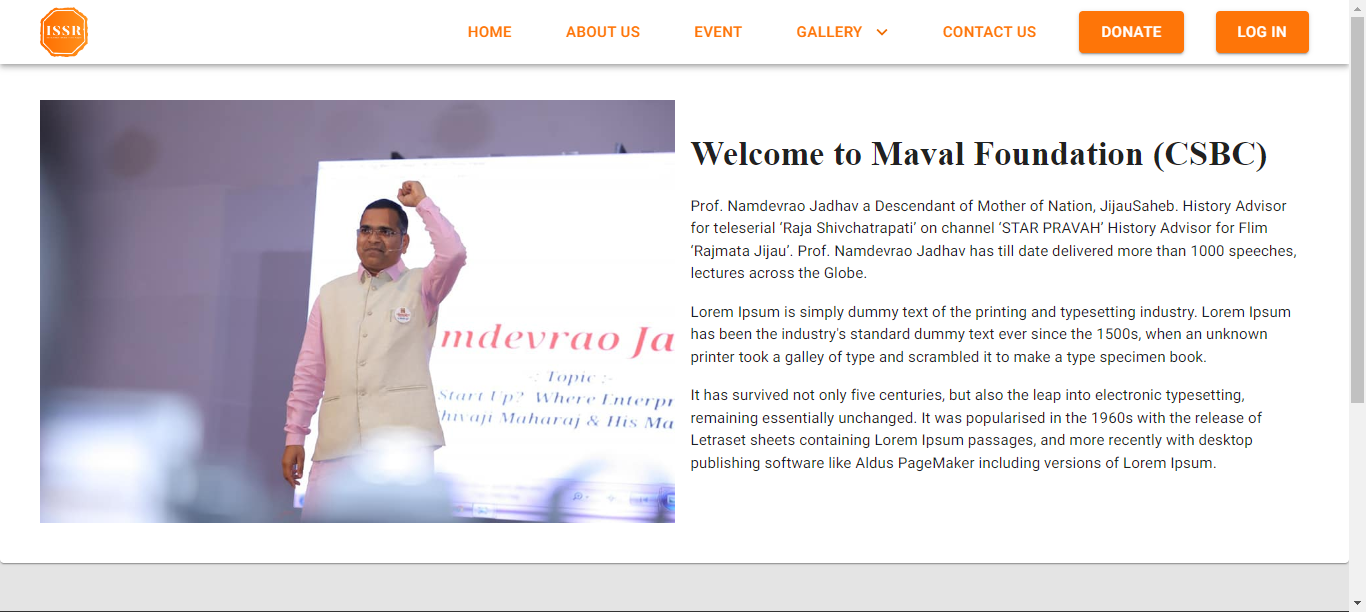 ISSR
HOME
ABOUT US
EVENT
GALLERY
CONTACT US
DONATE
LOG IN
Welcome to Maval Foundation (CSBC)
Prof. Namdevrao Jadhav a Descendant of Mother of Nation, JijauSaheb. History Advisor
for teleserial ‘Raja Shivchatrapati’ on channel ‘STAR PRAVAH’ History Advisor for Flim
‘Rajmata Jijau’. Prof. Namdevrao Jadhav has till date delivered more than 1000 speeches,
lectures across the Globe.
Lorem Ipsum is simply dummy text of the printing and typesetting industry. Lorem Ipsum
has been the industry's standard dummy text ever since the 1500s, when an unknown
printer took a galley of type and scrambled it to make a type specimen book.
It has survived not only five centuries, but also the leap into electronic typesetting,
remaining essentially unchanged. It was popularised in the 1960s with the release of
Letraset sheets containing Lorem Ipsum passages, and more recently with desktop
publishing software like Aldus PageMaker including versions of Lorem Ipsum.
mdevrao Ja
-: Topic :-
Start Up? Where Enterpr
hivaji Maharaj & His Ma